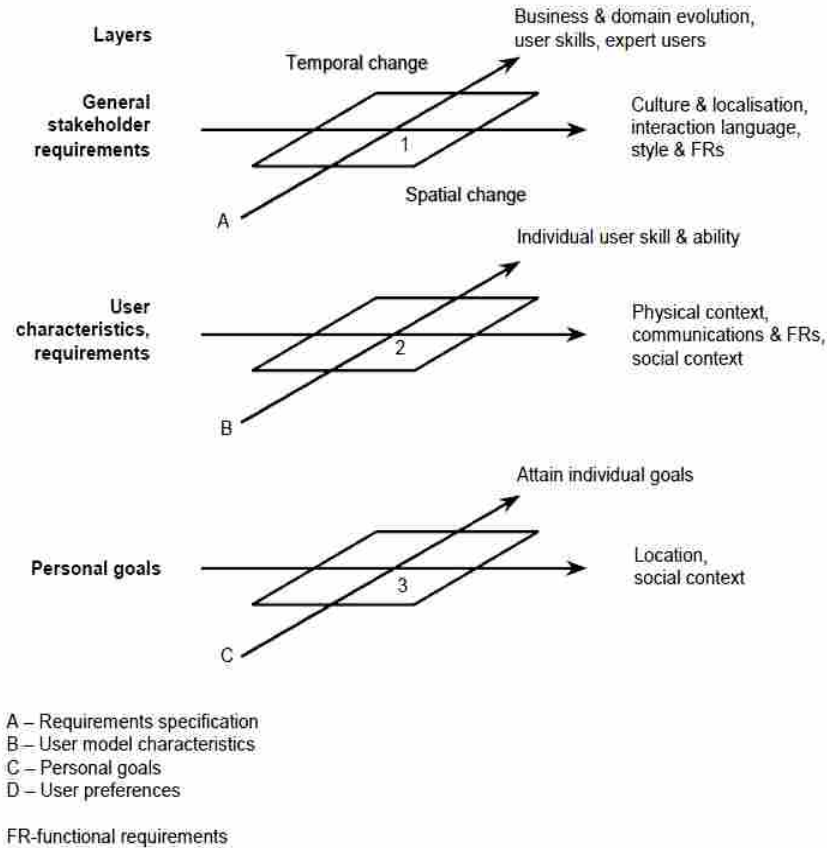 Layers
Business & domain evolution,
user skills, expert users
Temporal change
General
stakeholder
requirements
1
Culture & localisation,
interaction language,
style & FRs
A
Spatial change
Individual user skill & ability
User
characteristics,
requirements
2
Physical context,
communications & FRs,
social context
B
Attain individual goals
Personal goals
3
Location,
social context
C
A – Requirements specification
B – User model characteristics
C – Personal goals
D – User preferences
FR-functional requirements